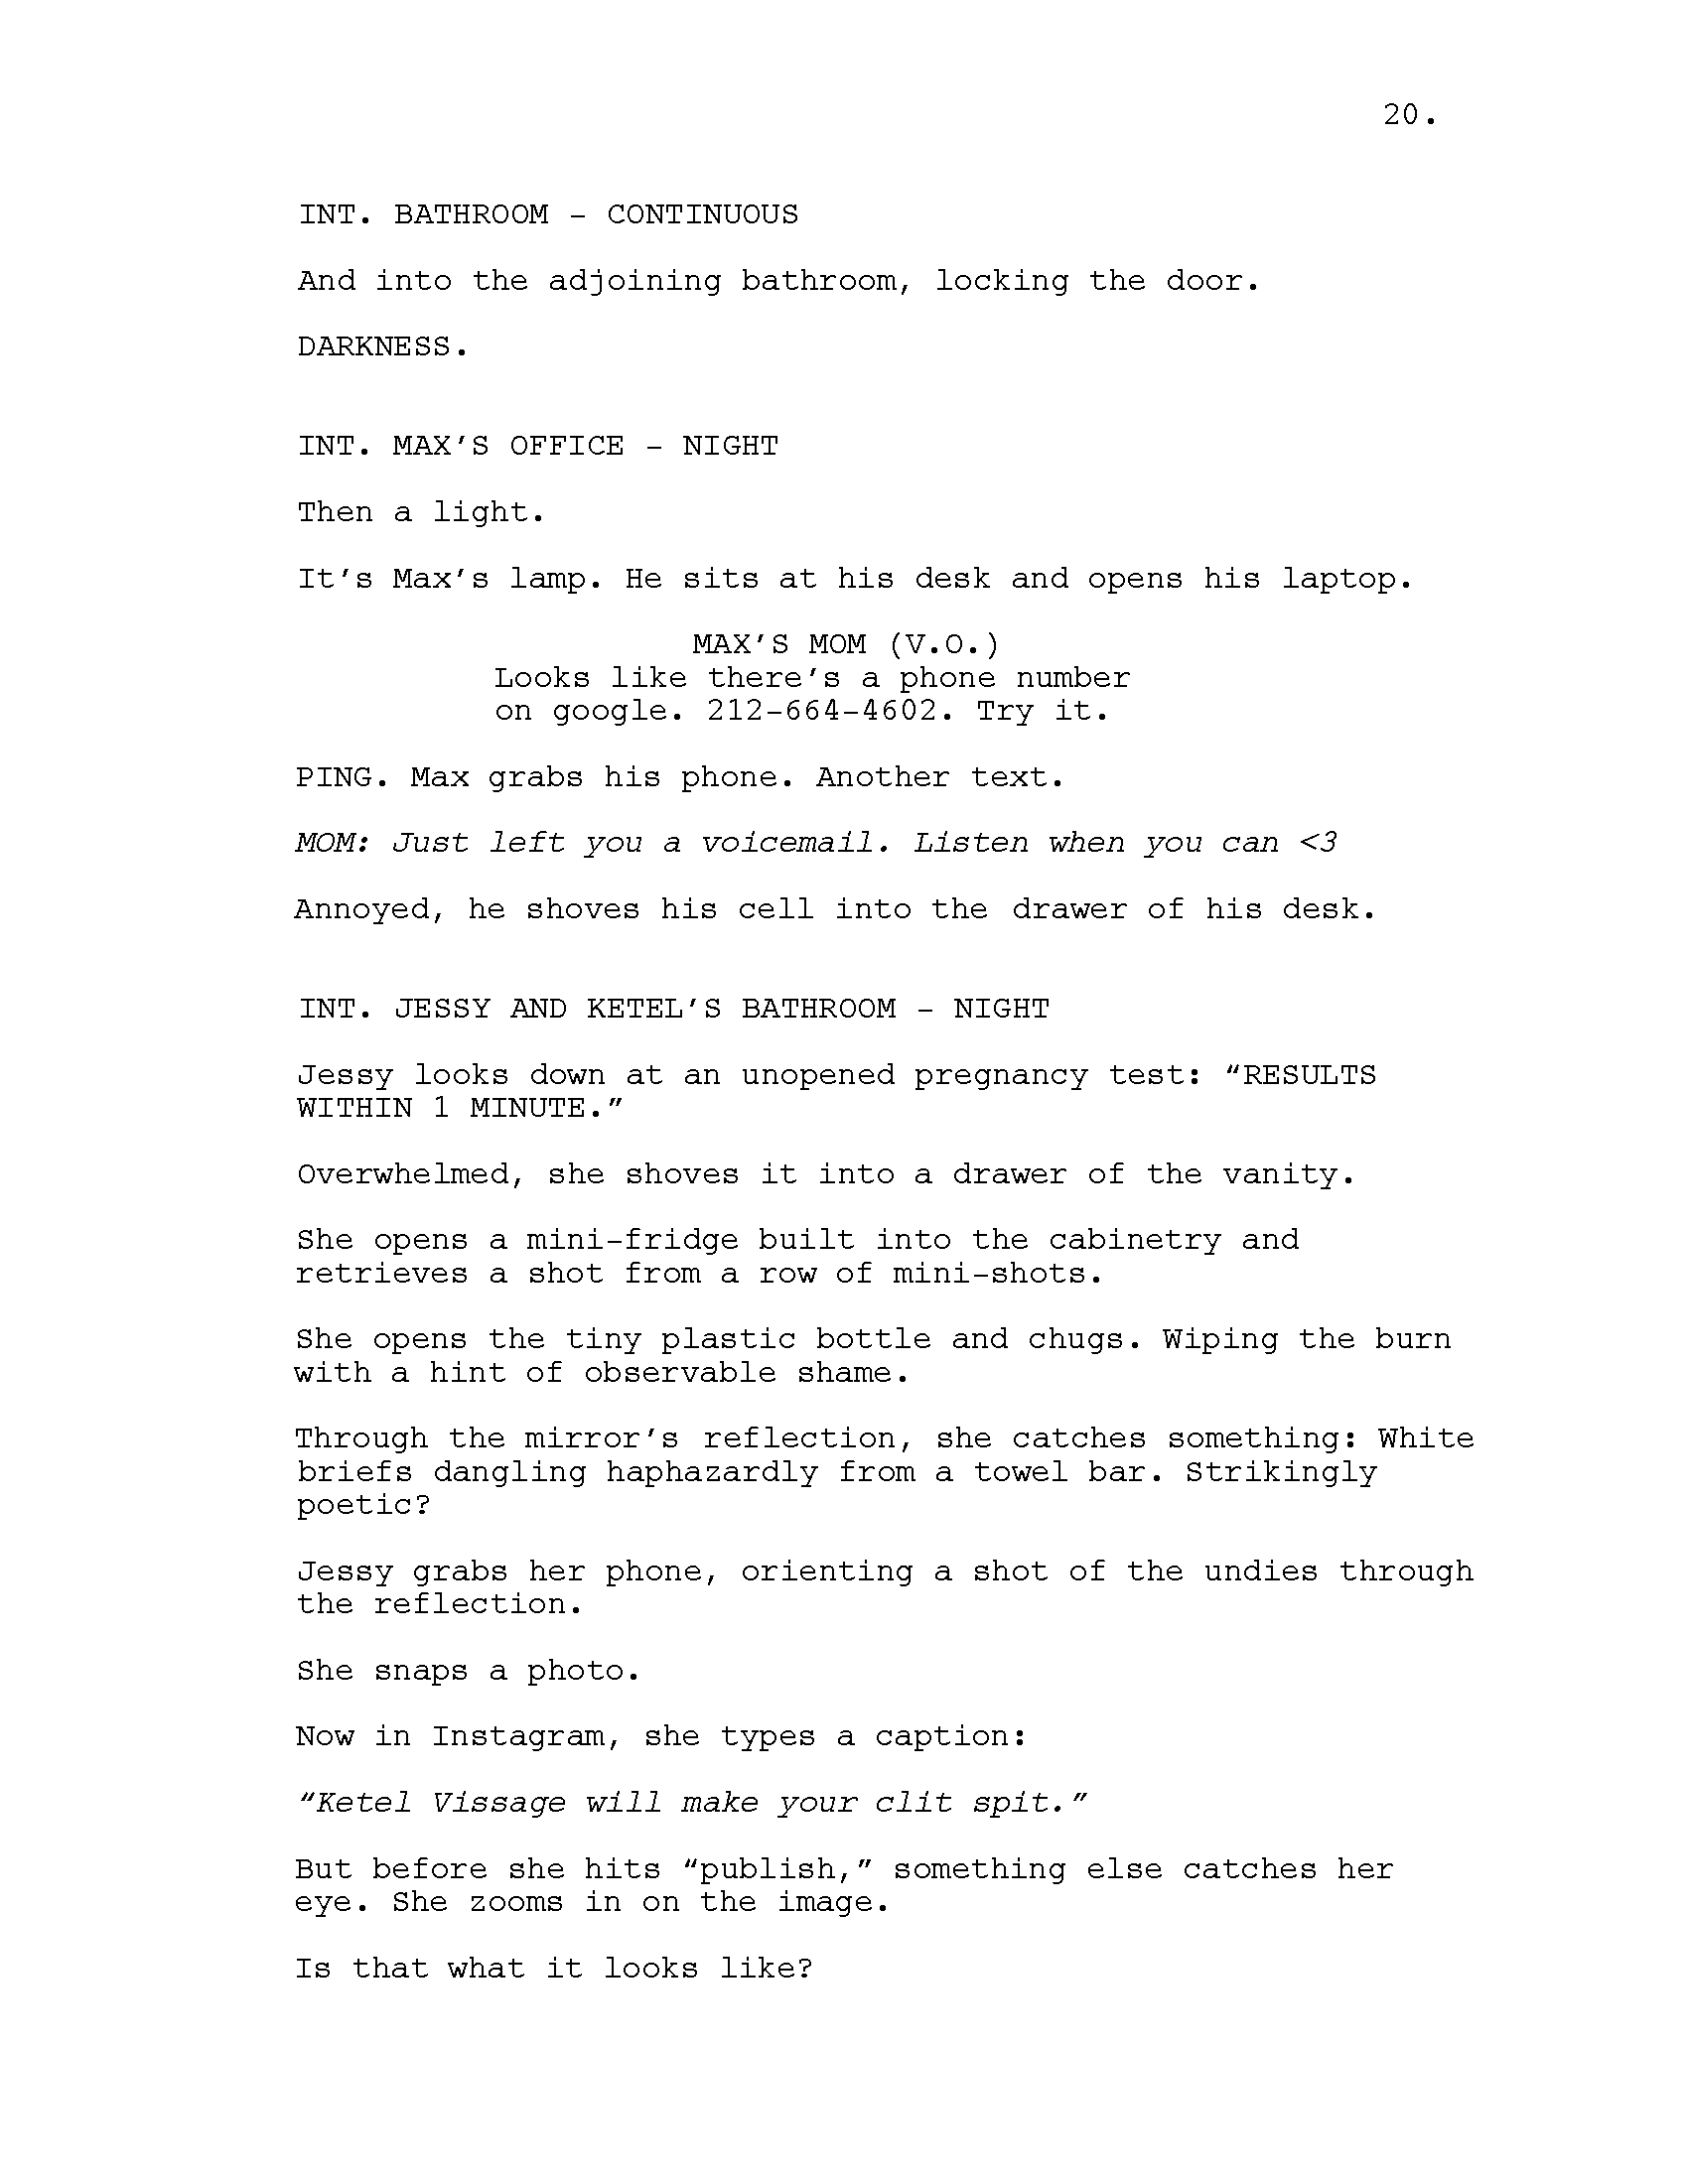 20.
INT. BATHROOM - CONTINUOUS
And into the adjoining bathroom, locking the door.
DARKNESS.
INT. MAX’S OFFICE - NIGHT
Then a light.
It’s Max’s lamp. He sits at his desk and opens his laptop.
MAX’S MOM (V.O.)
Looks like there’s a phone number
on google. 212-664-4602. Try it.
PING. Max grabs his phone. Another text.
MOM: Just left you a voicemail. Listen when you can <3
Annoyed, he shoves his cell into the drawer of his desk.
INT. JESSY AND KETEL’S BATHROOM - NIGHT
Jessy looks down at an unopened pregnancy test: “RESULTS
WITHIN 1 MINUTE.”
Overwhelmed, she shoves it into a drawer of the vanity.
She opens a mini-fridge built into the cabinetry and
retrieves a shot from a row of mini-shots.
She opens the tiny plastic bottle and chugs. Wiping the burn
with a hint of observable shame.
Through the mirror’s reflection, she catches something: White
briefs dangling haphazardly from a towel bar. Strikingly
poetic?
Jessy grabs her phone, orienting a shot of the undies through
the reflection.
She snaps a photo.
Now in Instagram, she types a caption:
“Ketel Vissage will make your clit spit.”
But before she hits “publish,” something else catches her
eye. She zooms in on the image.
Is that what it looks like?